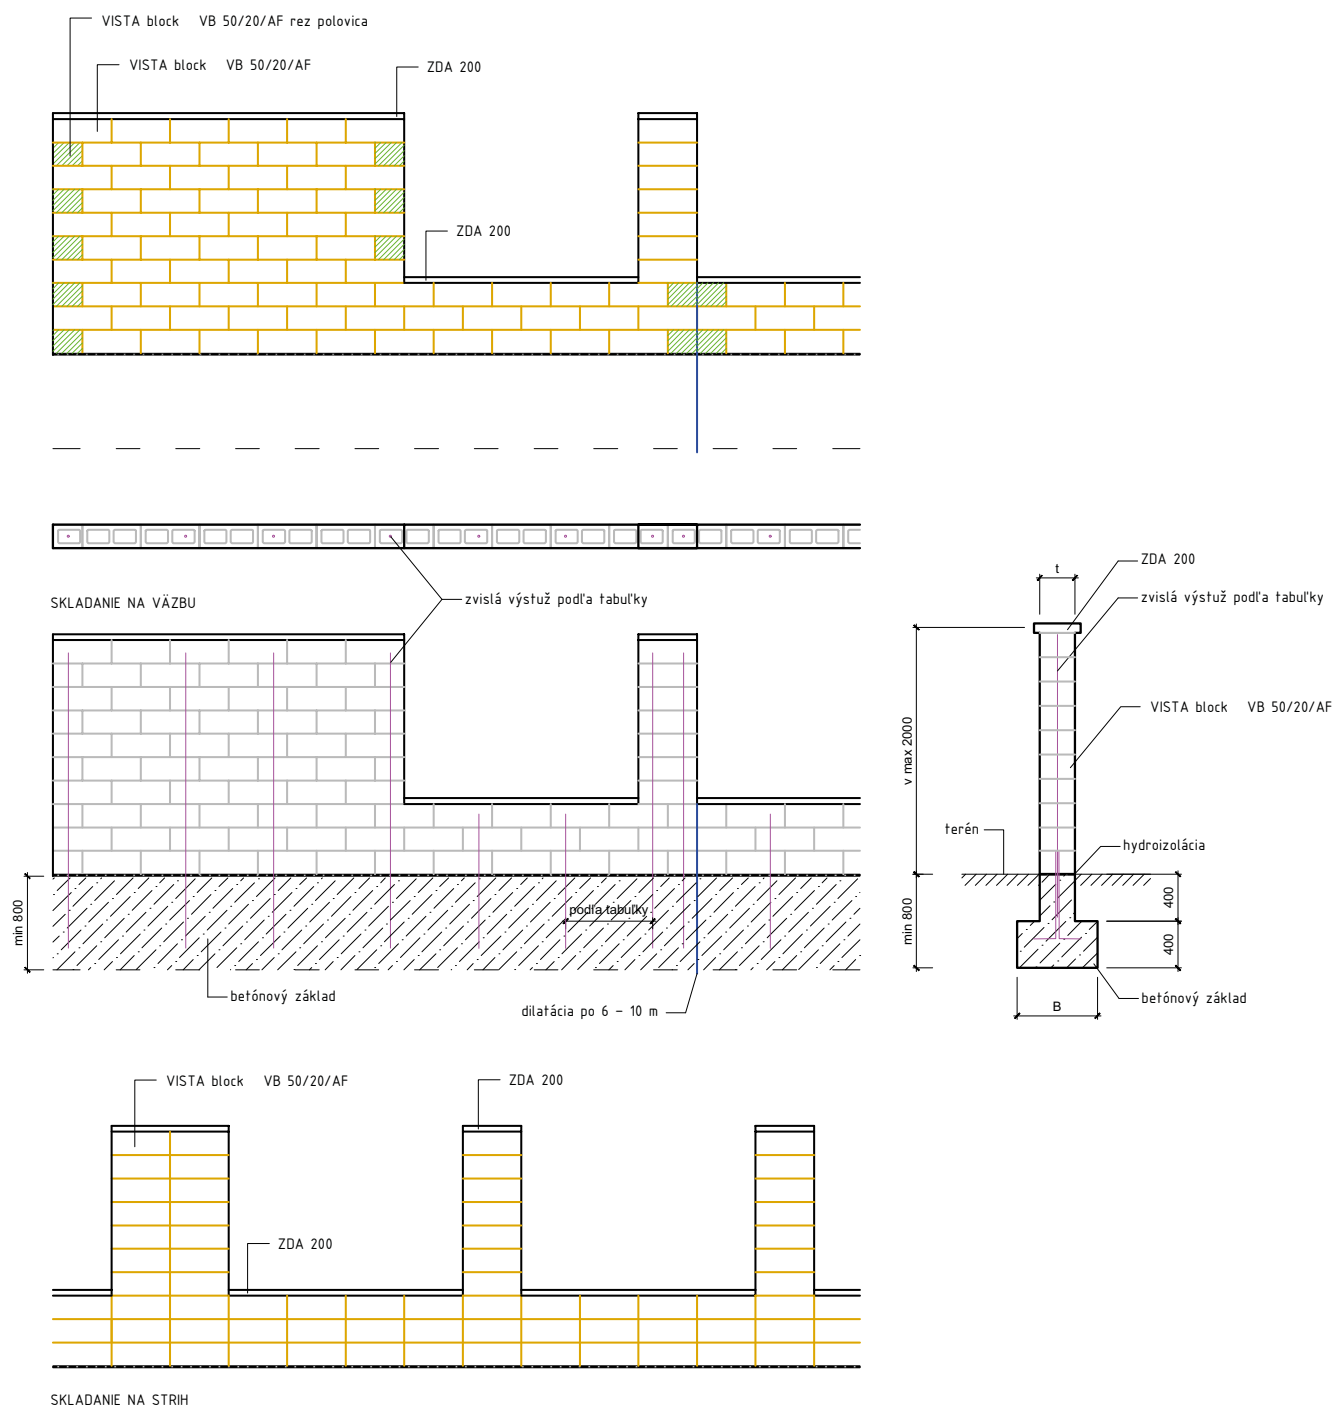 VISTA block VB 50/20/AF rez polovica
VISTA block VB 50/20/AF
ZDA 200
ZDA 200
SKLADANIE NA VÄZBU
zvislá výstuž podľa tabuľky
min 800
podľa tabuľky
betónový základ
dilatácia po 6 – 10 m
t
ZDA 200
zvislá výstuž podľa tabuľky
VISTA block VB 50/20/AF
v max 2000
terén
hydroizolácia
min 800
400
400
betónový základ
B
VISTA block VB 50/20/AF
ZDA 200
ZDA 200
SKLADANIE NA STRIH